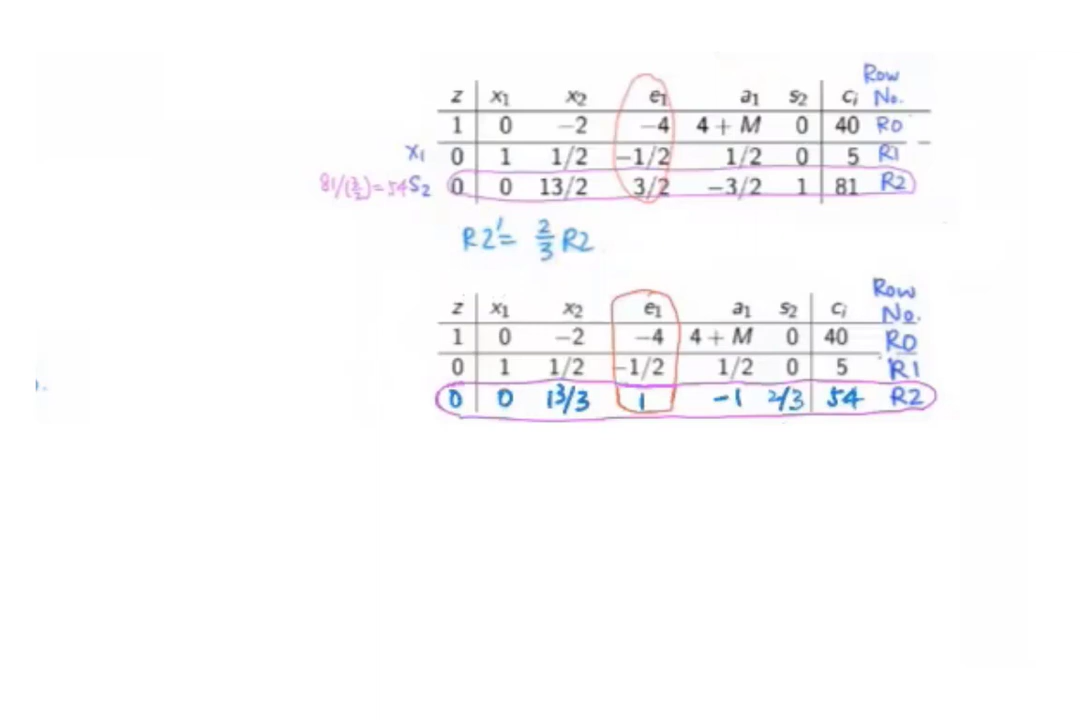 Row
z x₁ x₂ e₁ a₁ s₂ cᵢ No.
1 0 −2 −4 4 + M 0 40 R0
x₁ 0 1 1/2 −1/2 1/2 0 5 R1
81/(3/2)=54 S₂ 0 0 13/2 3/2 −3/2 1 81 R2
R2'= 2/3 R2
Row
z x₁ x₂ e₁ a₁ s₂ cᵢ No.
1 0 −2 −4 4 + M 0 40 R0
0 1 1/2 −1/2 1/2 0 5 R1
0 0 13/3 1 -1 2/3 54 R2